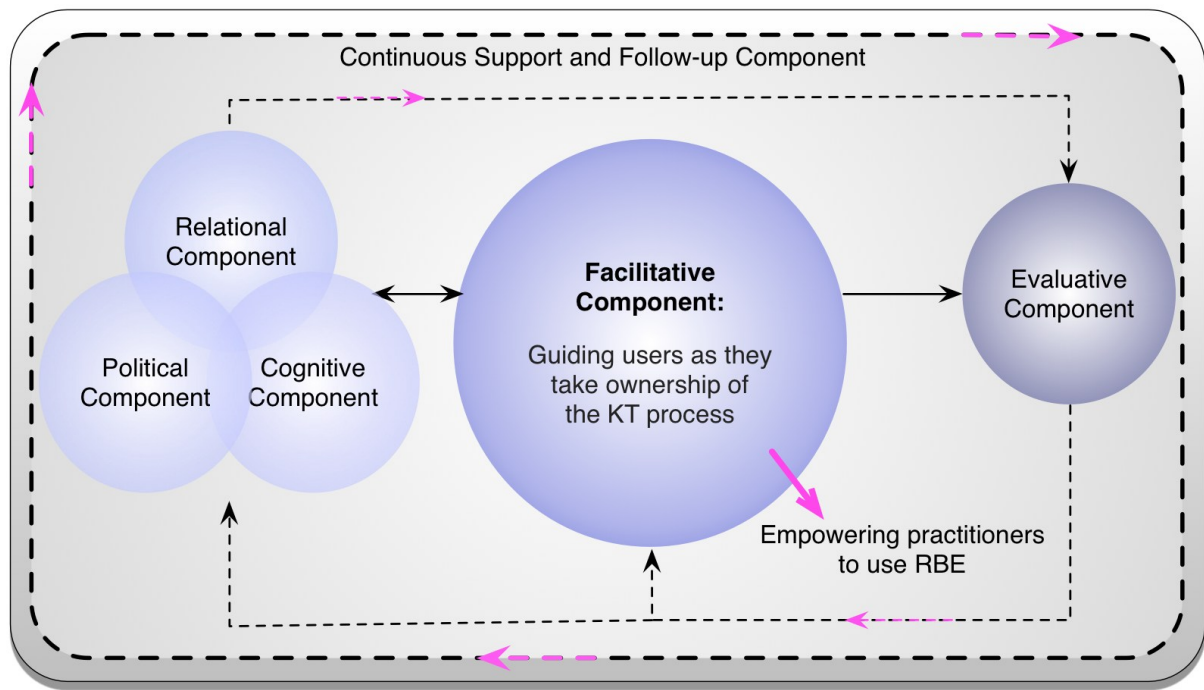 Continuous Support and Follow-up Component
Relational
Component
Political
Component
Cognitive
Component
Facilitative
Component:
Guiding users as they
take ownership of
the KT process
Evaluative
Component
Empowering practitioners
to use RBE